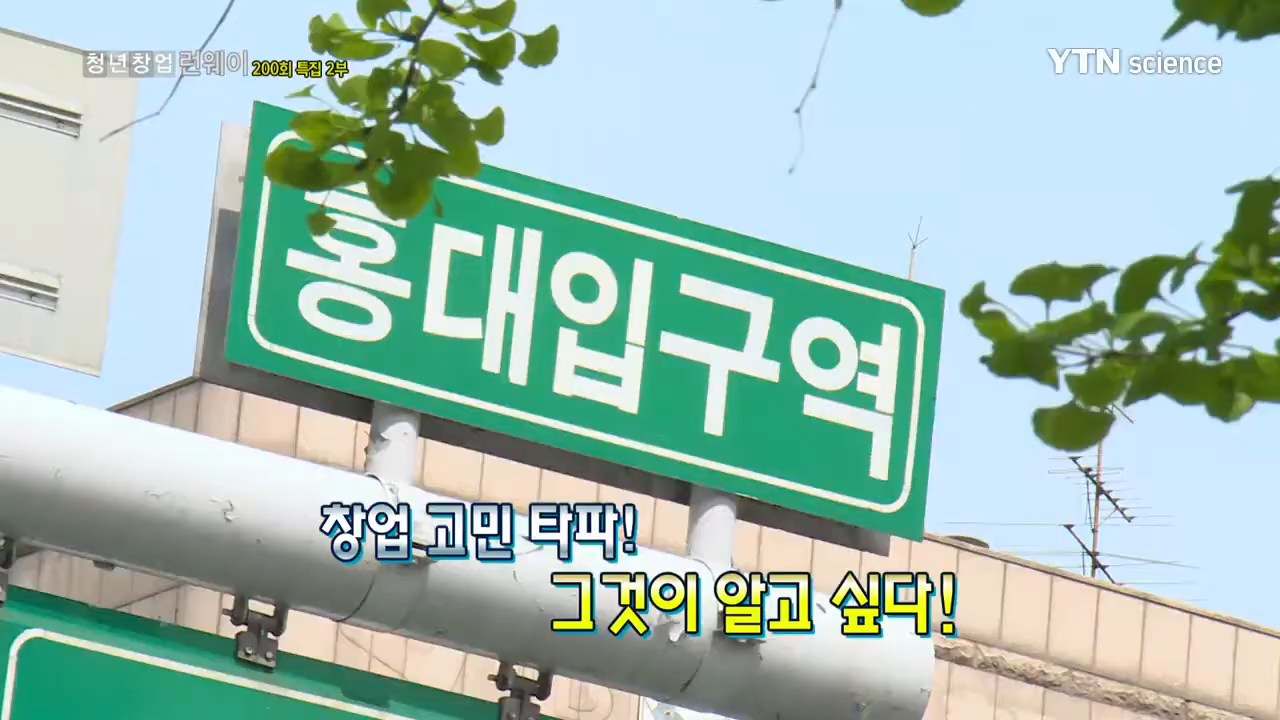 청년창업 런웨이 200회 특집 2부
YTN science
홍대입구역
창업 고민 타파!
그것이 알고 싶다!